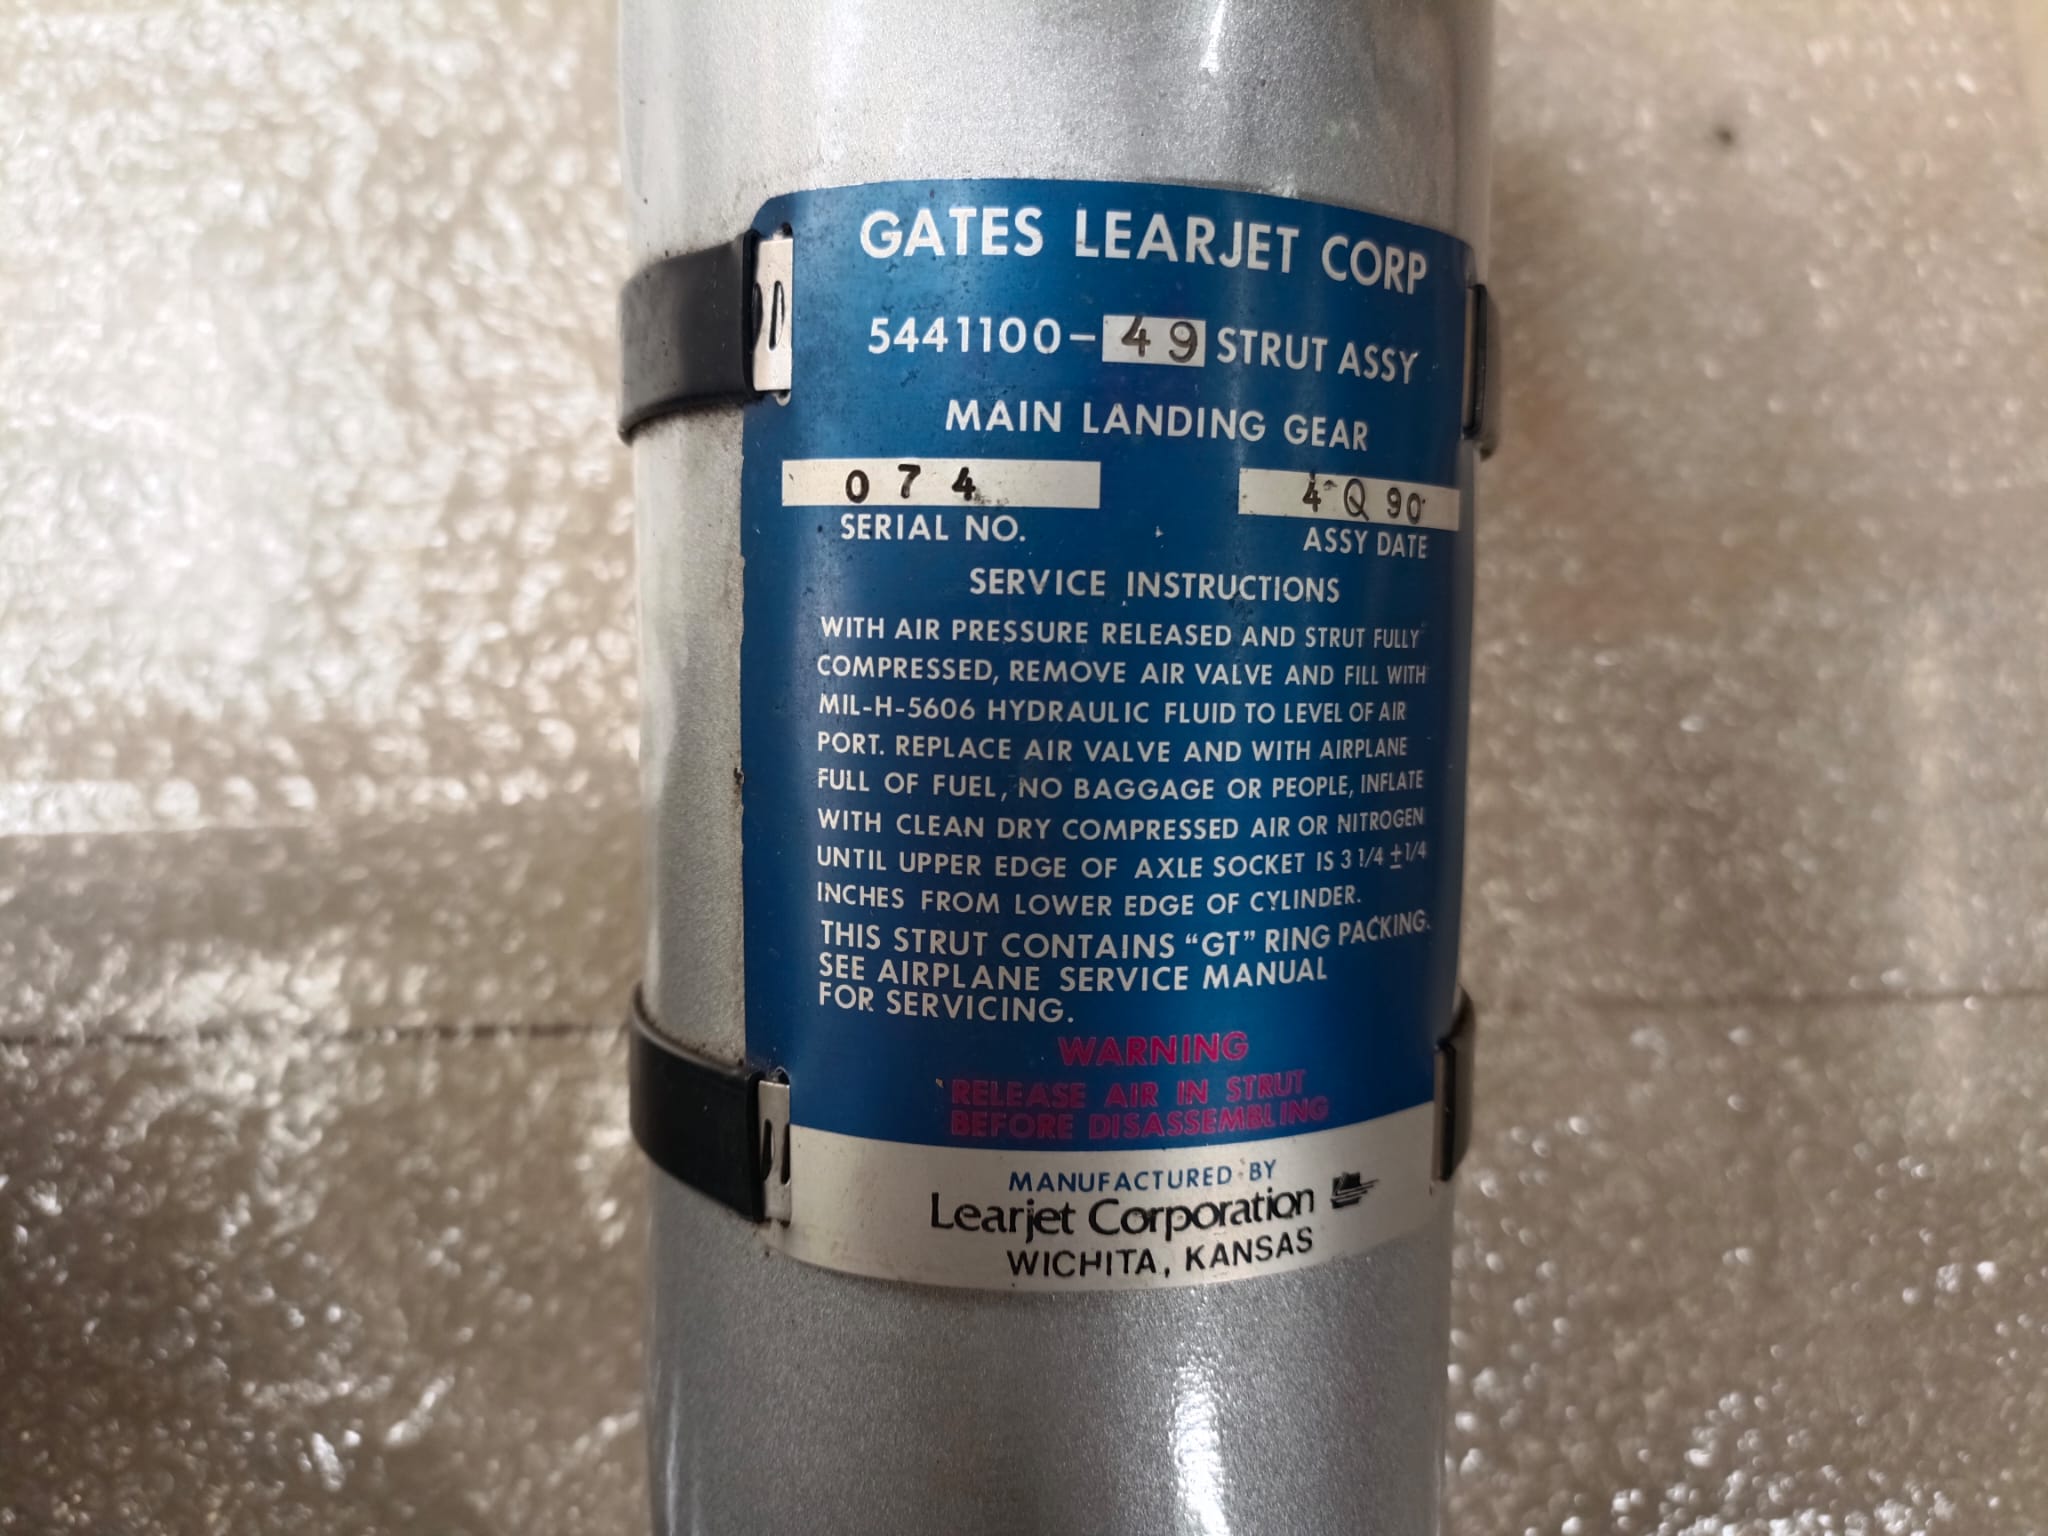 GATES LEARJET CORP
5441100-49 STRUT ASSY
MAIN LANDING GEAR
074 4Q90
SERIAL NO. ASSY DATE
SERVICE INSTRUCTIONS
WITH AIR PRESSURE RELEASED AND STRUT FULLY
COMPRESSED, REMOVE AIR VALVE AND FILL WITH
MIL-H-5606 HYDRAULIC FLUID TO LEVEL OF AIR
PORT. REPLACE AIR VALVE AND WITH AIRPLANE
FULL OF FUEL, NO BAGGAGE OR PEOPLE, INFLATE
WITH CLEAN DRY COMPRESSED AIR OR NITROGEN
UNTIL UPPER EDGE OF AXLE SOCKET IS 3 1/4 ±1/4
INCHES FROM LOWER EDGE OF CYLINDER.
THIS STRUT CONTAINS “GT” RING PACKING.
SEE AIRPLANE SERVICE MANUAL
FOR SERVICING.
WARNING
RELEASE AIR IN STRUT
BEFORE DISASSEMBLING
MANUFACTURED BY
Learjet Corporation
WICHITA, KANSAS